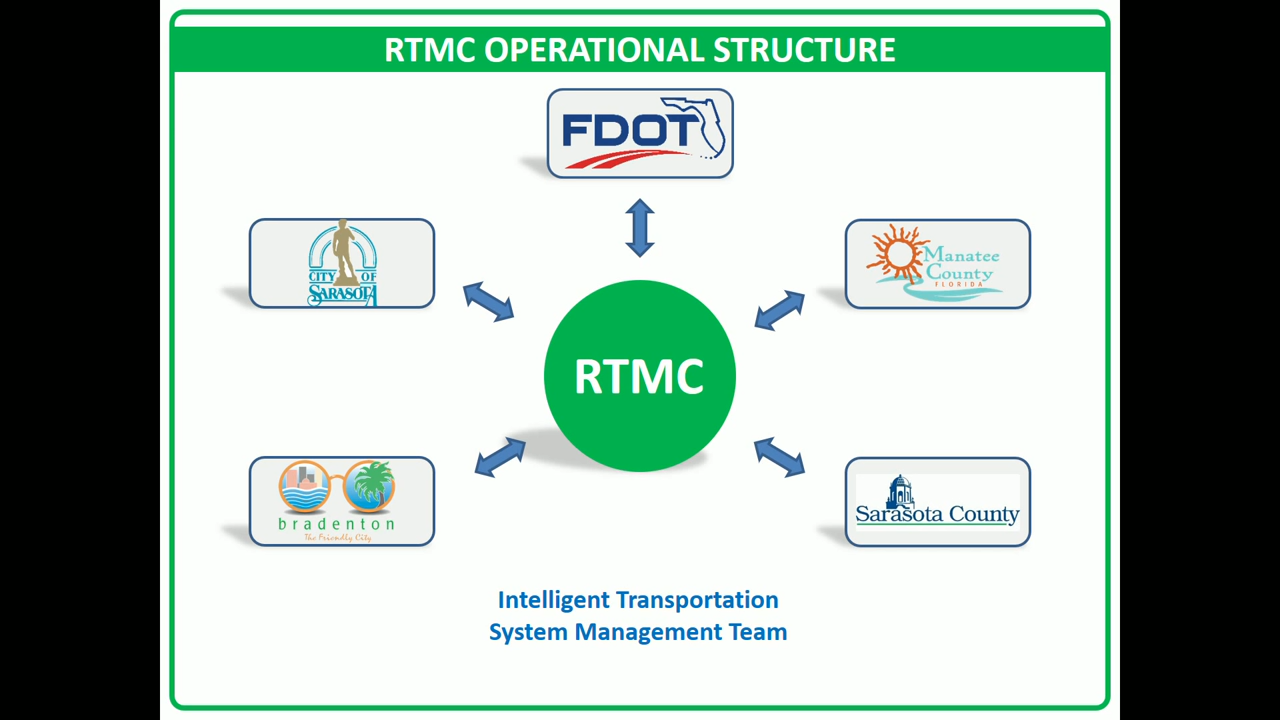 RTMC OPERATIONAL STRUCTURE
FDOT
CITY OF
SARASOTA
Manatee
County
FLORIDA
RTMC
bradenton
The Friendly City
Sarasota County
Intelligent Transportation
System Management Team